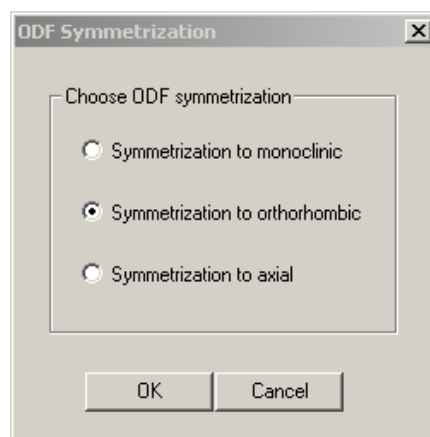 ODF Symmetrization
Choose ODF symmetrization
Symmetrization to monoclinic
Symmetrization to orthorhombic
Symmetrization to axial
OK Cancel